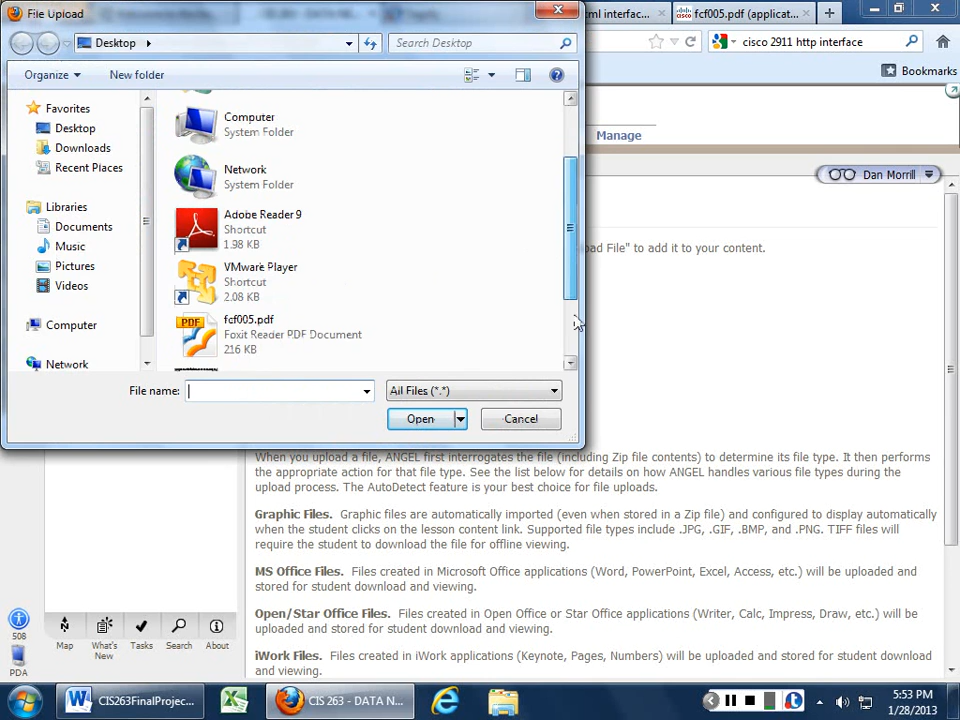 File Upload
Desktop
Search Desktop
Organize
New folder
Favorites
Desktop
Downloads
Recent Places
Libraries
Documents
Music
Pictures
Videos
Computer
Network
Computer
System Folder
Network
System Folder
Adobe Reader 9
Shortcut
1.98 KB
VMware Player
Shortcut
2.08 KB
PDF
fcf005.pdf
Foxit Reader PDF Document
216 KB
File name:
All Files (*.*)
Open
Cancel
ml interfac...
fcf005.pdf (applicat...
cisco 2911 http interface
Bookmarks
Manage
Dan Morrill
oad File" to add it to your content.
When you upload a file, ANGEL first interrogates the file (including Zip file contents) to determine its file type. It then performs
the appropriate action for that file type. See the list below for details on how ANGEL handles various file types during the
upload process. The AutoDetect feature is your best choice for file uploads.
Graphic Files. Graphic files are automatically imported (even when stored in a Zip file) and configured to display automatically
when the student clicks on the lesson content link. Supported file types include .JPG, .GIF, .BMP, and .PNG. TIFF files will
require the student to download the file for offline viewing.
MS Office Files. Files created in Microsoft Office applications (Word, PowerPoint, Excel, Access, etc.) will be uploaded and
stored for student download and viewing.
Open/Star Office Files. Files created in Open Office or Star Office applications (Writer, Calc, Impress, Draw, etc.) will be
uploaded and stored for student download and viewing.
iWork Files. Files created in iWork applications (Keynote, Pages, Numbers) will be uploaded and stored for student download
and viewing.
508
PDA
Map
What's
New
Tasks
Search
About
CIS263FinalProjec...
CIS 263 - DATA N...
5:53 PM
1/28/2013